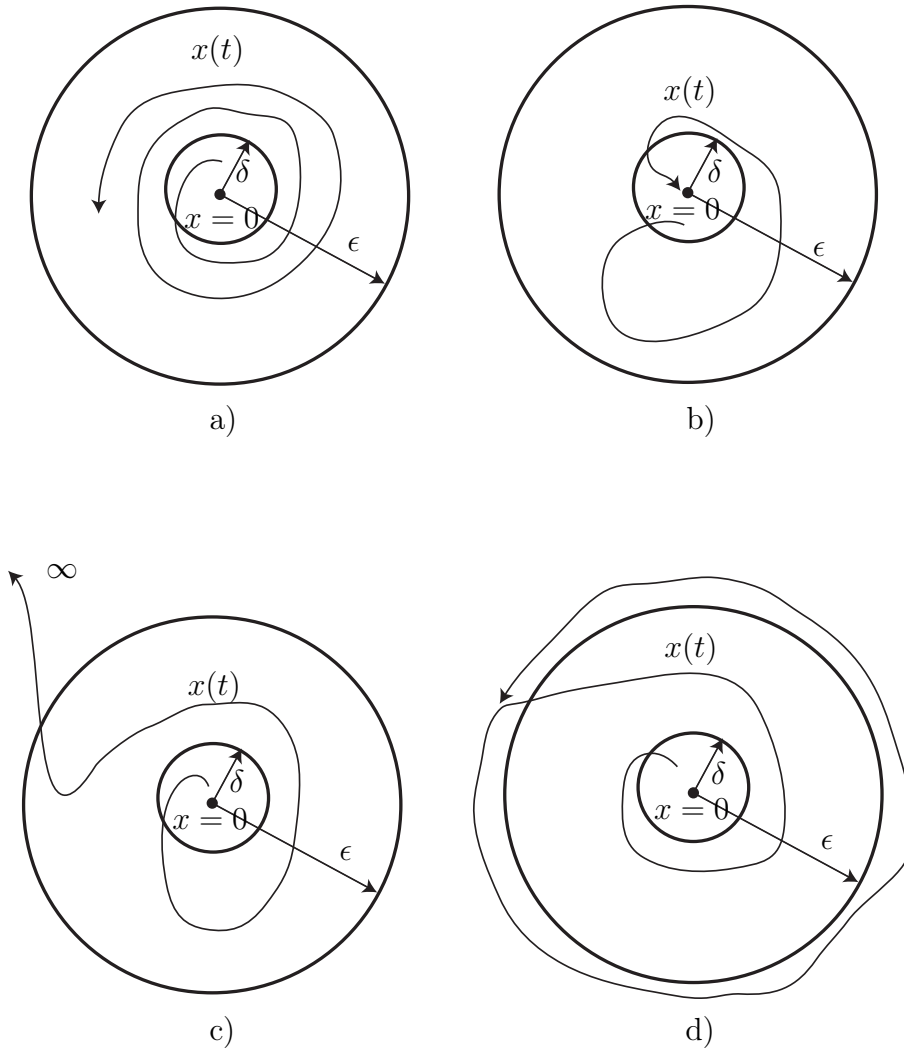 x(t)
δ
x = 0
ϵ
a)
x(t)
δ
x = 0
ϵ
b)
∞
x(t)
δ
x = 0
ϵ
c)
x(t)
δ
x = 0
ϵ
d)